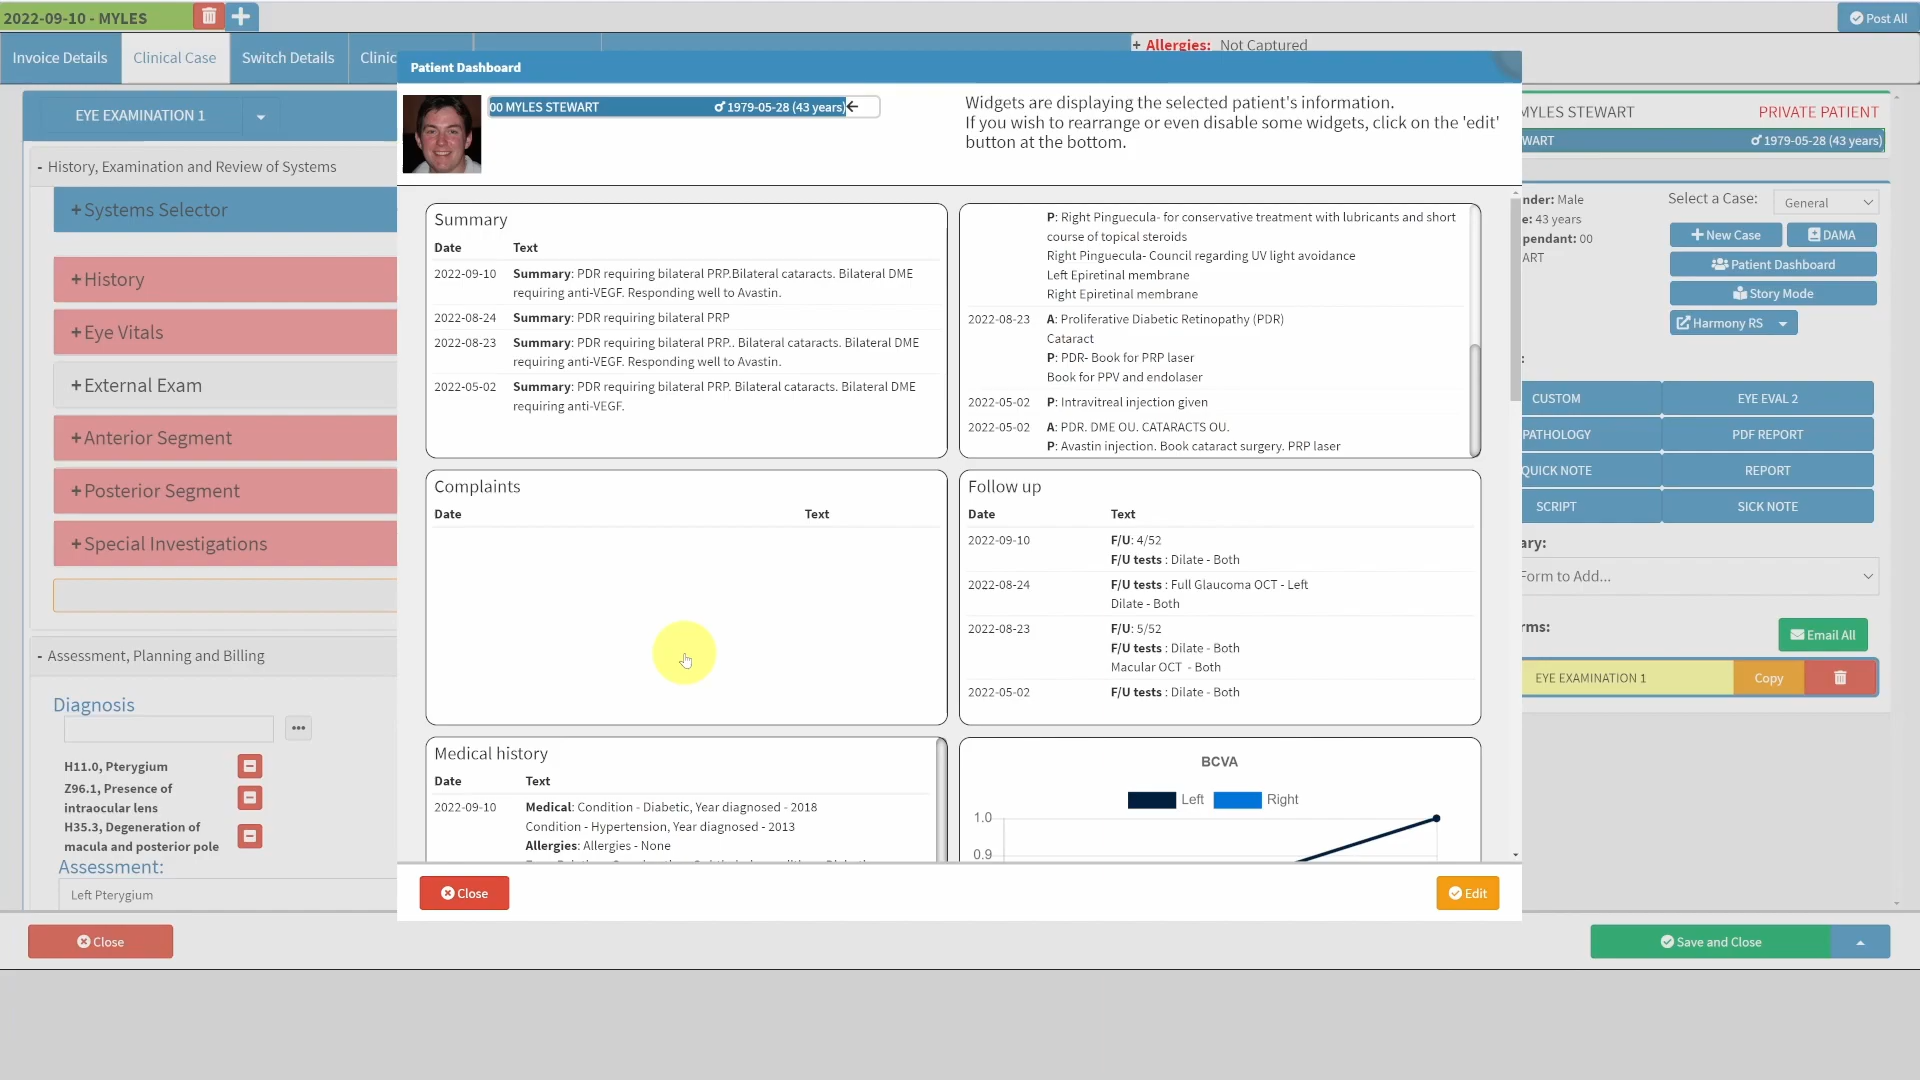 2022-09-10 - MYLES
Post All
Invoice Details
Clinical Case
Switch Details
Clinic
+ Allergies: Not Captured
Patient Dashboard
EYE EXAMINATION 1
00 MYLES STEWART 1979-05-28 (43 years)
Widgets are displaying the selected patient's information.
If you wish to rearrange or even disable some widgets, click on the 'edit'
button at the bottom.
MYLES STEWART PRIVATE PATIENT
WART 1979-05-28 (43 years)
- History, Examination and Review of Systems
+Systems Selector
+History
+Eye Vitals
+External Exam
+Anterior Segment
+Posterior Segment
+Special Investigations
- Assessment, Planning and Billing
Diagnosis
H11.0, Pterygium
Z96.1, Presence of
intraocular lens
H35.3, Degeneration of
macula and posterior pole
Assessment:
Left Pterygium
Summary
Date Text
2022-09-10 Summary: PDR requiring bilateral PRP.Bilateral cataracts. Bilateral DME
requiring anti-VEGF. Responding well to Avastin.
2022-08-24 Summary: PDR requiring bilateral PRP
2022-08-23 Summary: PDR requiring bilateral PRP.. Bilateral cataracts. Bilateral DME
requiring anti-VEGF. Responding well to Avastin.
2022-05-02 Summary: PDR requiring bilateral PRP. Bilateral cataracts. Bilateral DME
requiring anti-VEGF.
P: Right Pinguecula- for conservative treatment with lubricants and short
course of topical steroids
Right Pinguecula- Council regarding UV light avoidance
Left Epiretinal membrane
Right Epiretinal membrane
2022-08-23 A: Proliferative Diabetic Retinopathy (PDR)
Cataract
P: PDR- Book for PRP laser
Book for PPV and endolaser
2022-05-02 P: Intravitreal injection given
2022-05-02 A: PDR. DME OU. CATARACTS OU.
P: Avastin injection. Book cataract surgery. PRP laser
Complaints
Date Text
Follow up
Date Text
2022-09-10 F/U: 4/52
F/U tests : Dilate - Both
2022-08-24 F/U tests : Full Glaucoma OCT - Left
Dilate - Both
2022-08-23 F/U: 5/52
F/U tests : Dilate - Both
Macular OCT - Both
2022-05-02 F/U tests : Dilate - Both
Medical history
Date Text
2022-09-10 Medical: Condition - Diabetic, Year diagnosed - 2018
Condition - Hypertension, Year diagnosed - 2013
Allergies: Allergies - None
BCVA
Left Right
1.0
0.9
Close
Edit
nder: Male
e: 43 years
pendant: 00
ART
Select a Case: General
New Case
DAMA
Patient Dashboard
Story Mode
Harmony RS
:
CUSTOM
EYE EVAL 2
PATHOLOGY
PDF REPORT
QUICK NOTE
REPORT
SCRIPT
SICK NOTE
ary:
Form to Add...
rms:
Email All
EYE EXAMINATION 1
Copy
Close
Save and Close